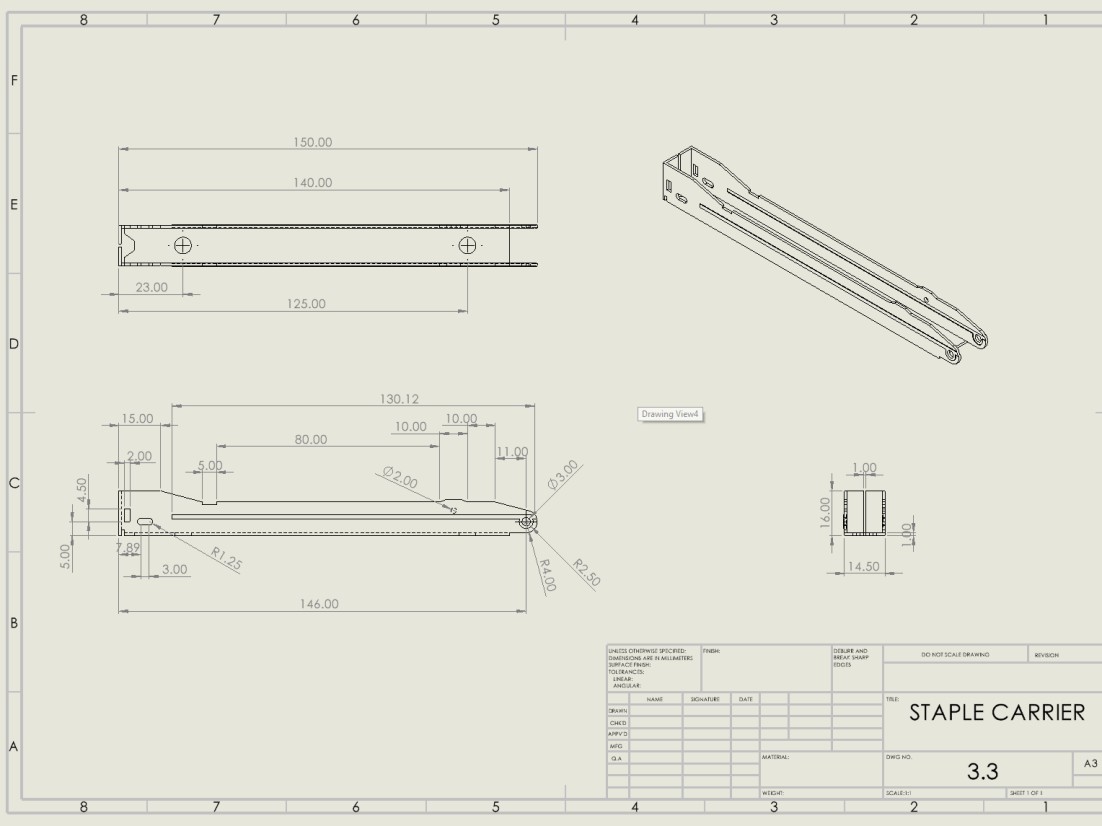 8 7 6 5 4 3 2 1
F
E
D
C
B
A
150.00
140.00
23.00
125.00
130.12
15.00
10.00
10.00
80.00
11.00
2.00
5.00
Ø2.00
Ø3.00
4.50
5.00
7.89
3.00
R1.25
R4.00
R2.50
146.00
Drawing View4
1.00
16.00
1.00
14.50
UNLESS OTHERWISE SPECIFIED:
DIMENSIONS ARE IN MILLIMETERS
SURFACE FINISH:
TOLERANCES:
LINEAR:
ANGULAR:
FINISH:
DEBURR AND
BREAK SHARP
EDGES
DO NOT SCALE DRAWING
REVISION
NAME SIGNATURE DATE
DRAWN
CHK'D
APPV'D
MFG
Q.A
MATERIAL:
WEIGHT:
TITLE:
STAPLE CARRIER
DWG NO.
3.3
A3
SCALE:1:1
SHEET 1 OF 1
8 7 6 5 4 3 2 1